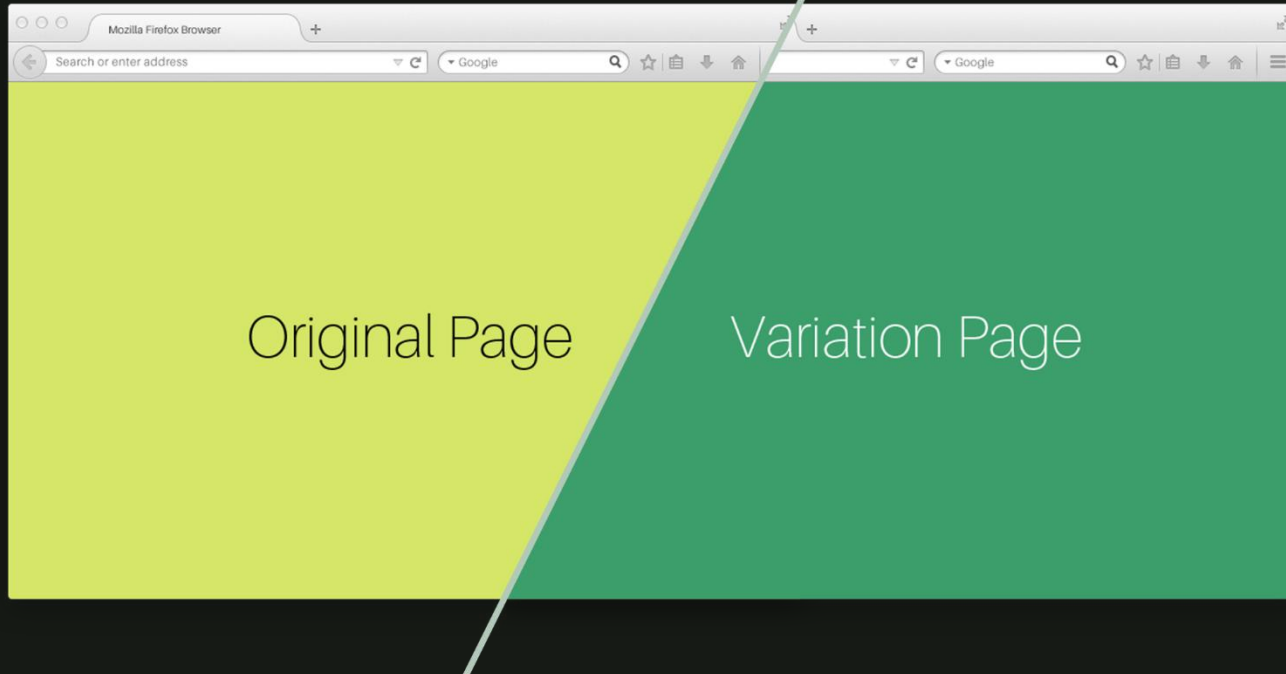 Mozilla Firefox Browser
Search or enter address
Google
Google
Original Page
Variation Page